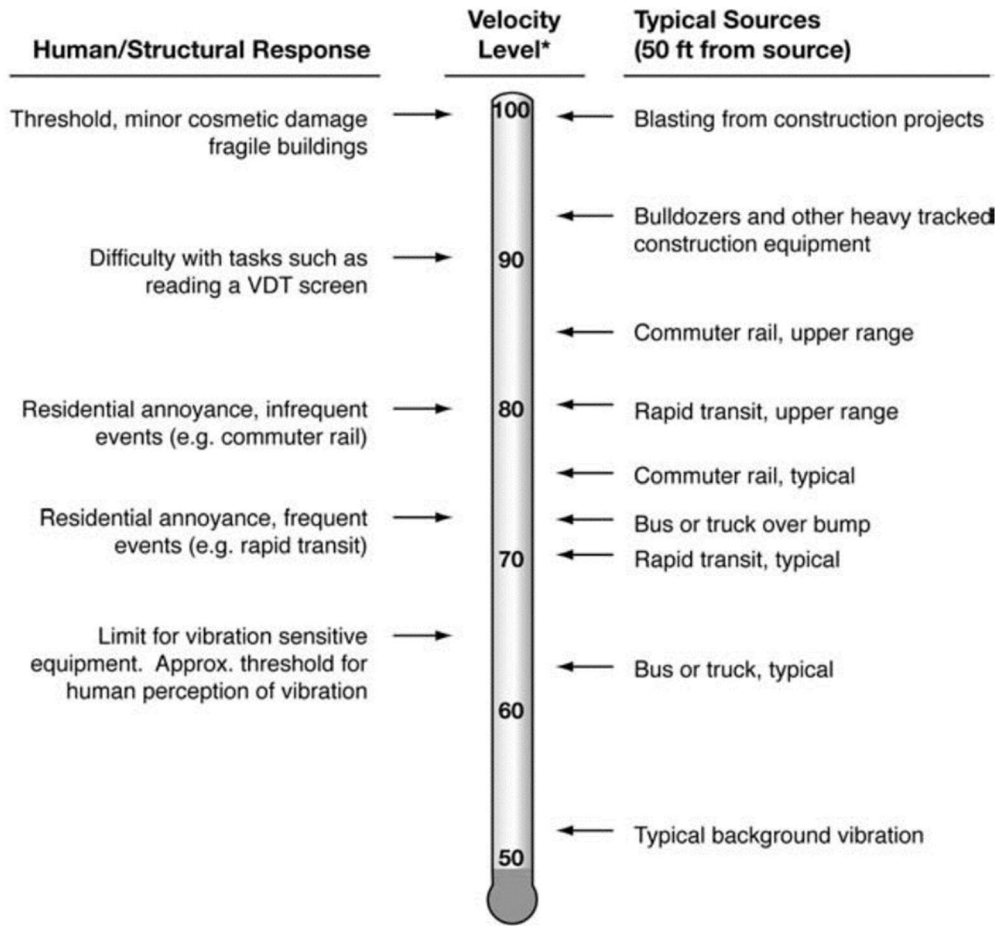 Human/Structural Response
Velocity
Level*
Typical Sources
(50 ft from source)
Threshold, minor cosmetic damage
fragile buildings
100
Blasting from construction projects
Bulldozers and other heavy tracked
construction equipment
Difficulty with tasks such as
reading a VDT screen
90
Commuter rail, upper range
Residential annoyance, infrequent
events (e.g. commuter rail)
80
Rapid transit, upper range
Commuter rail, typical
Residential annoyance, frequent
events (e.g. rapid transit)
Bus or truck over bump
70
Rapid transit, typical
Limit for vibration sensitive
equipment. Approx. threshold for
human perception of vibration
Bus or truck, typical
60
Typical background vibration
50